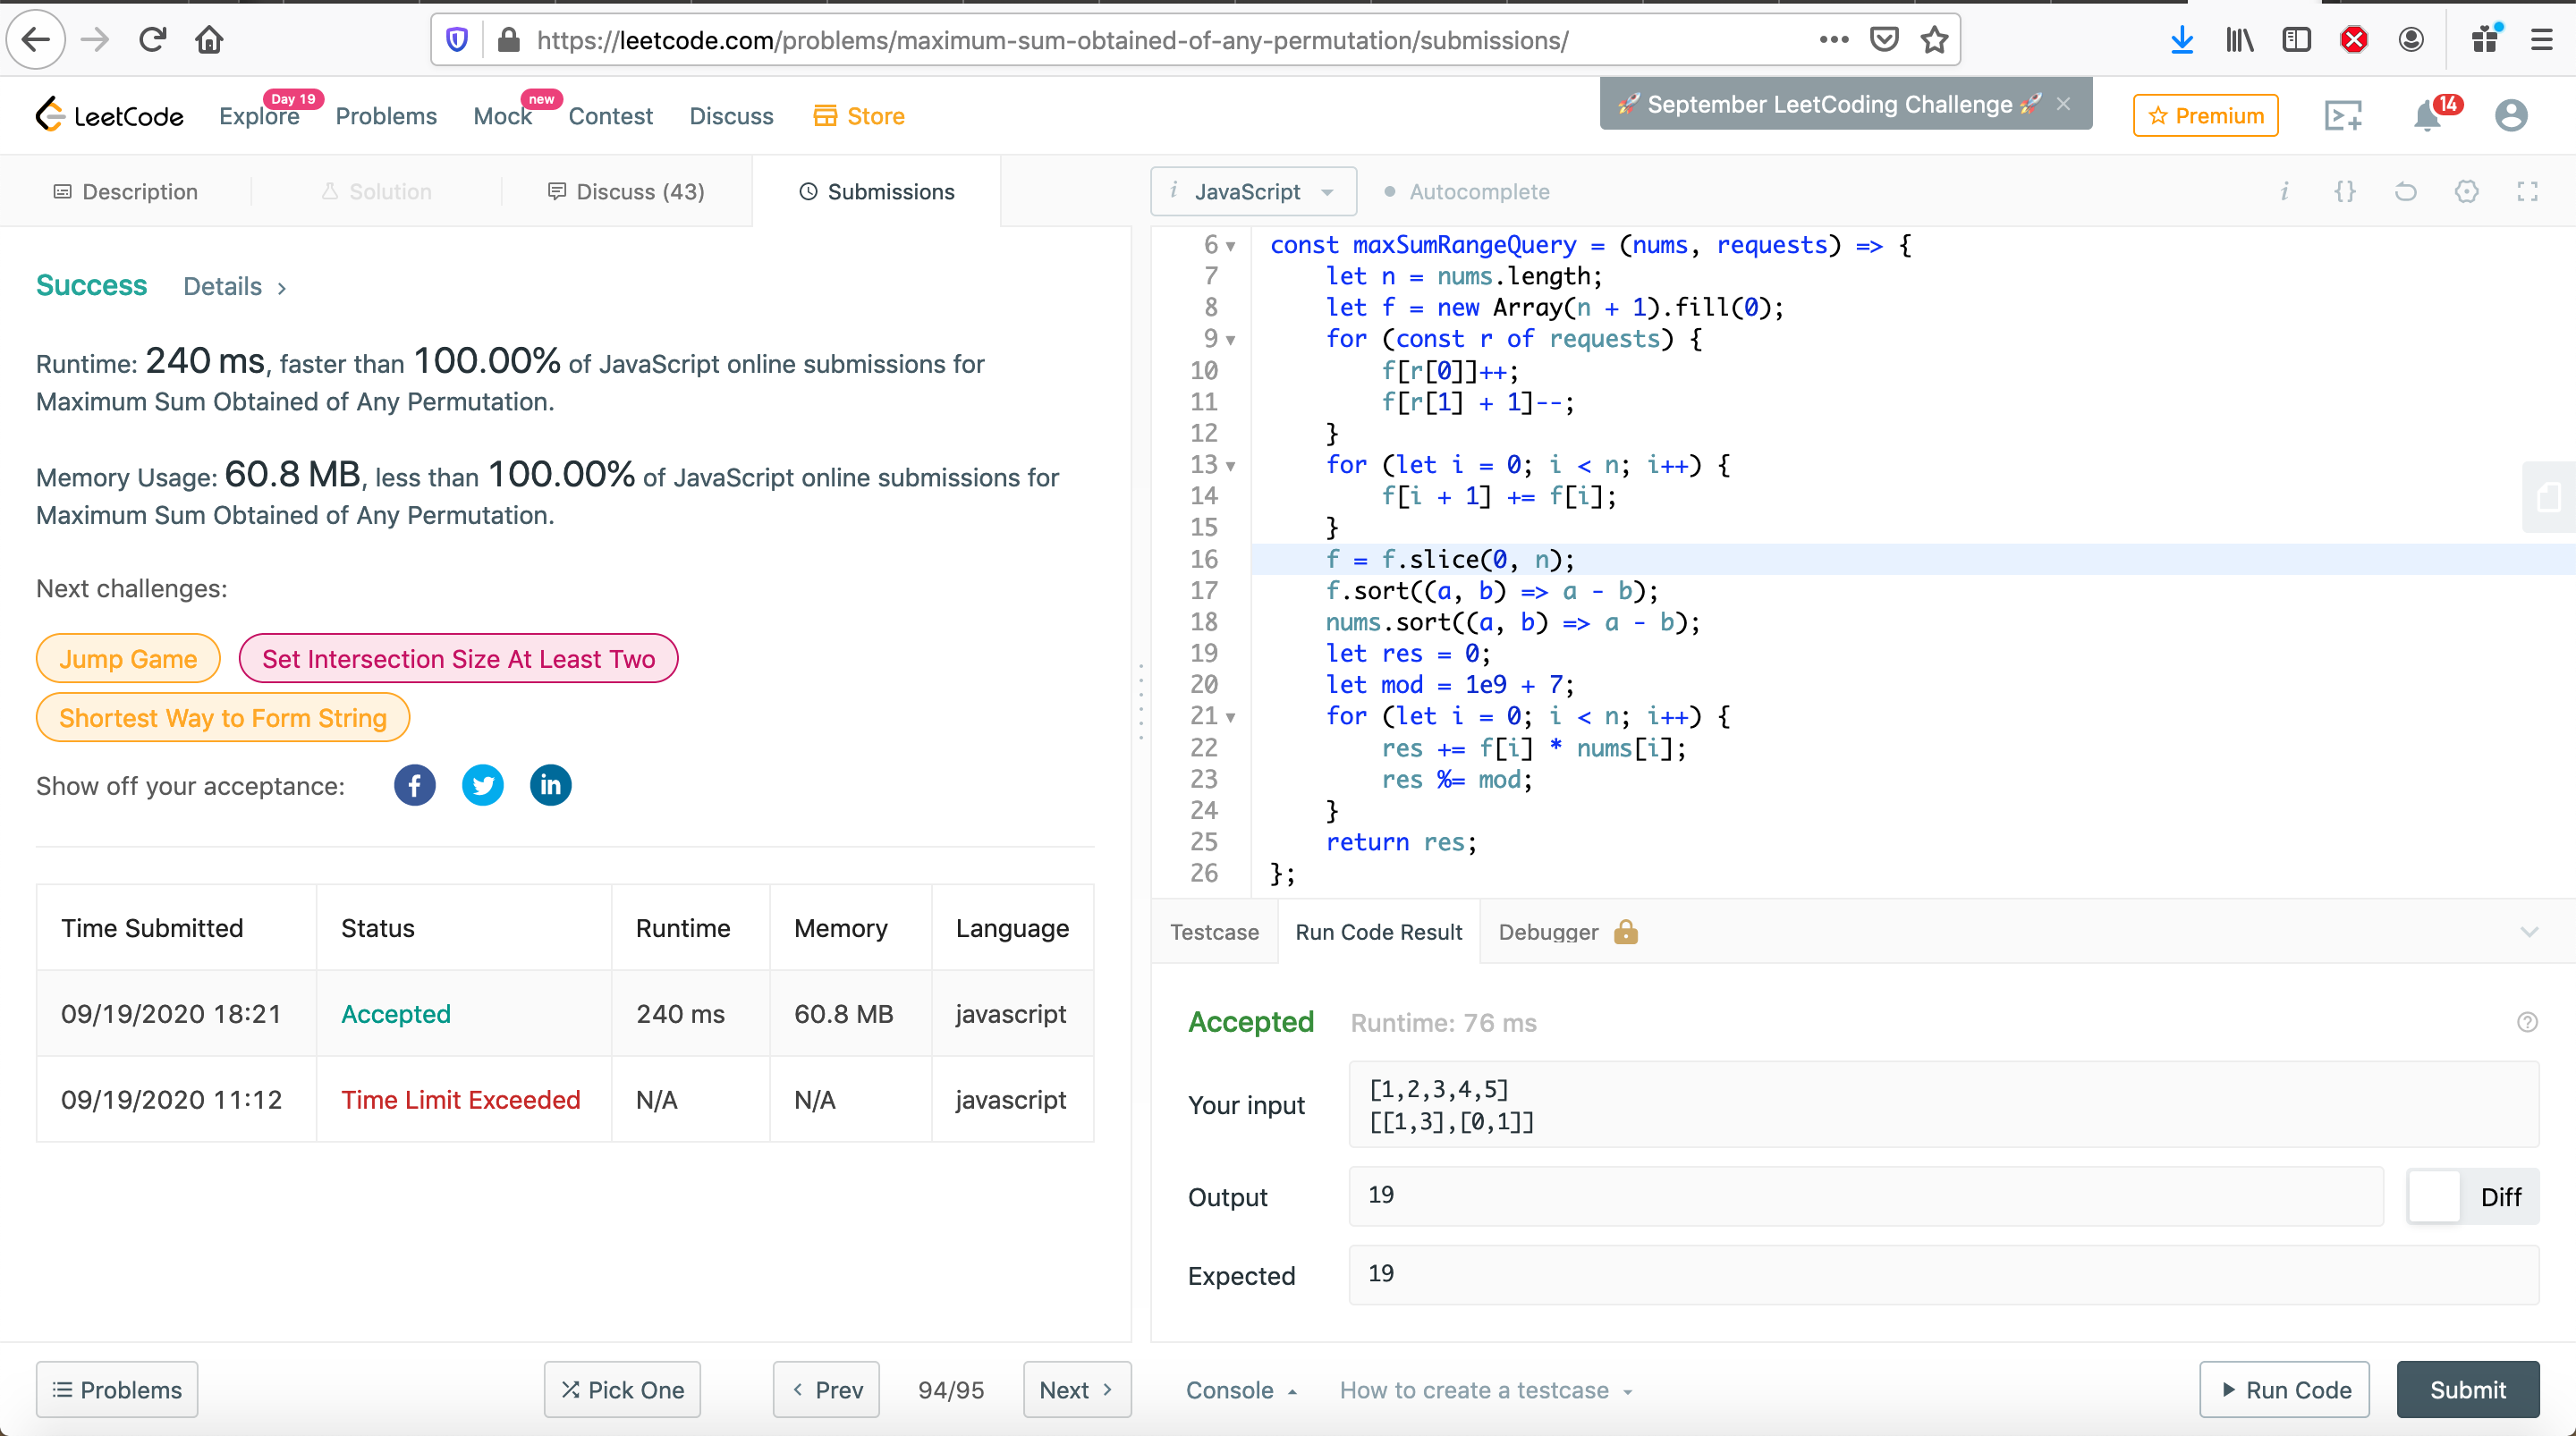 https://leetcode.com/problems/maximum-sum-obtained-of-any-permutation/submissions/
LeetCode
Explore
Day 19
Problems
Mock
new
Contest
Discuss
Store
🚀 September LeetCoding Challenge 🚀 ×
Premium
14
Description
Solution
Discuss (43)
Submissions
Success
Details >
Runtime: 240 ms, faster than 100.00% of JavaScript online submissions for
Maximum Sum Obtained of Any Permutation.
Memory Usage: 60.8 MB, less than 100.00% of JavaScript online submissions for
Maximum Sum Obtained of Any Permutation.
Next challenges:
Jump Game
Set Intersection Size At Least Two
Shortest Way to Form String
Show off your acceptance:
Time Submitted Status Runtime Memory Language
09/19/2020 18:21 Accepted 240 ms 60.8 MB javascript
09/19/2020 11:12 Time Limit Exceeded N/A N/A javascript
Problems
Pick One
< Prev
94/95
Next >
i JavaScript
Autocomplete
i {}
6 const maxSumRangeQuery = (nums, requests) => {
7 let n = nums.length;
8 let f = new Array(n + 1).fill(0);
9 for (const r of requests) {
10 f[r[0]]++;
11 f[r[1] + 1]--;
12 }
13 for (let i = 0; i < n; i++) {
14 f[i + 1] += f[i];
15 }
16 f = f.slice(0, n);
17 f.sort((a, b) => a - b);
18 nums.sort((a, b) => a - b);
19 let res = 0;
20 let mod = 1e9 + 7;
21 for (let i = 0; i < n; i++) {
22 res += f[i] * nums[i];
23 res %= mod;
24 }
25 return res;
26 };
Testcase
Run Code Result
Debugger
Accepted
Runtime: 76 ms
Your input
[1,2,3,4,5]
[[1,3],[0,1]]
Output
19
Diff
Expected
19
Console
How to create a testcase
Run Code
Submit